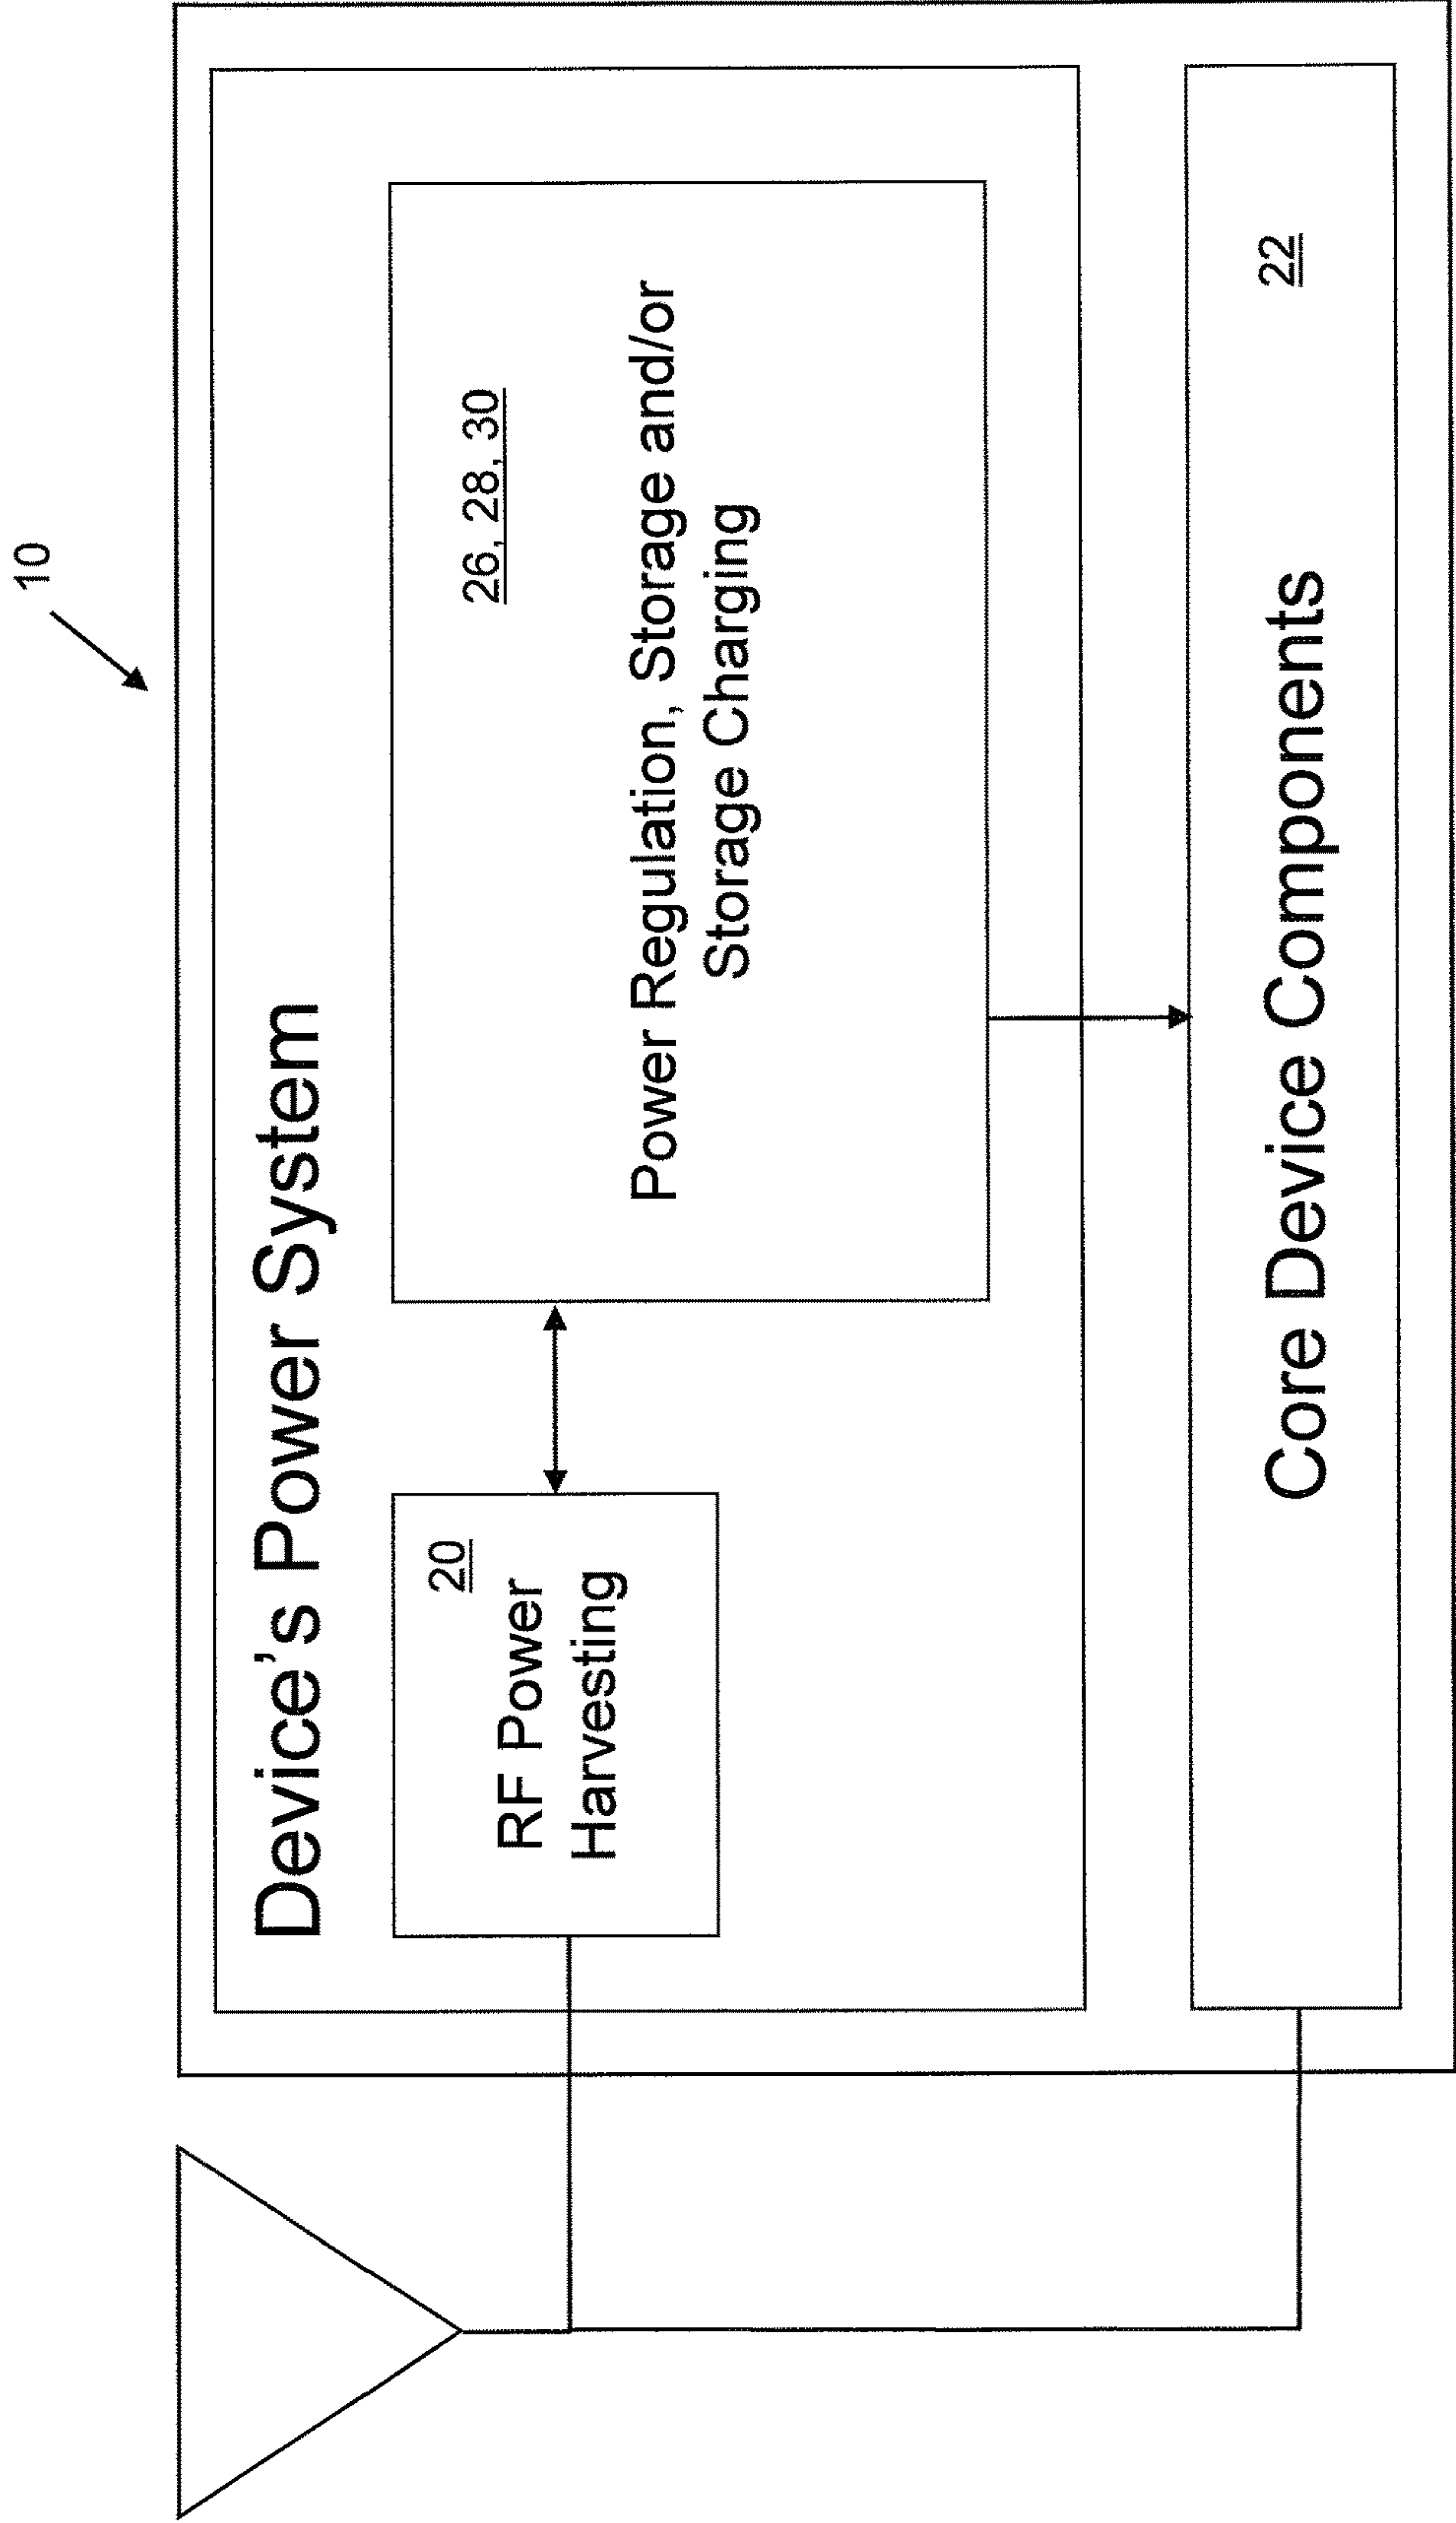 10
Device's Power System
20
RF Power
Harvesting
26, 28, 30
Power Regulation, Storage and/or
Storage Charging
22
Core Device Components